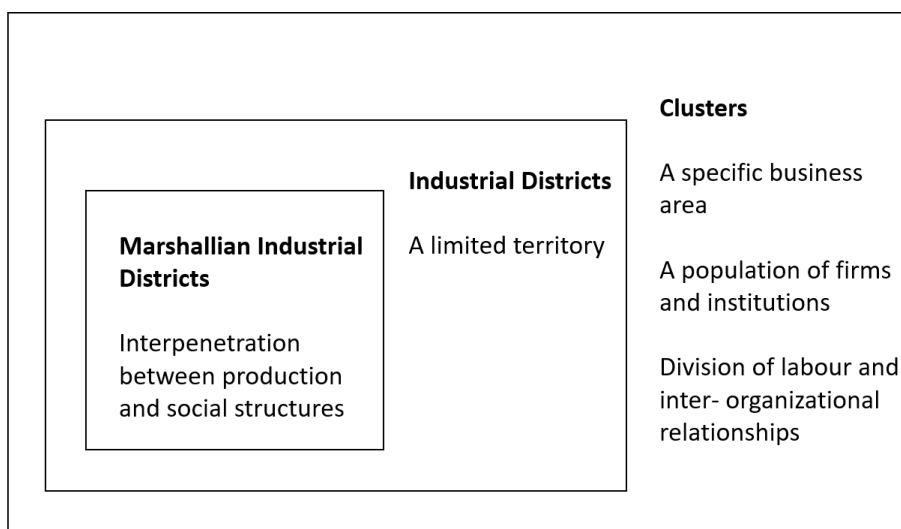 Clusters
A specific business
area
A population of firms
and institutions
Division of labour and
inter- organizational
relationships
Industrial Districts
A limited territory
Marshallian Industrial
Districts
Interpenetration
between production
and social structures